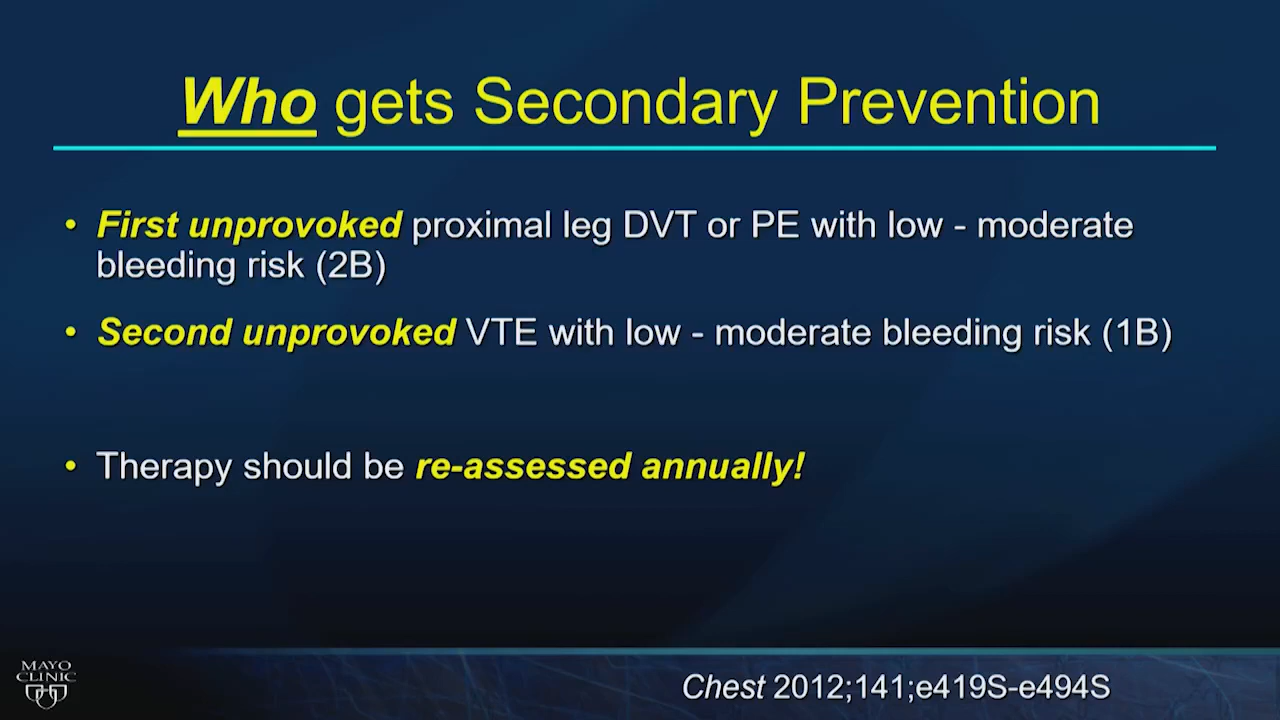 Who gets Secondary Prevention
• First unprovoked proximal leg DVT or PE with low - moderate
bleeding risk (2B)
• Second unprovoked VTE with low - moderate bleeding risk (1B)
• Therapy should be re-assessed annually!
MAYO
CLINIC
Chest 2012;141;e419S-e494S